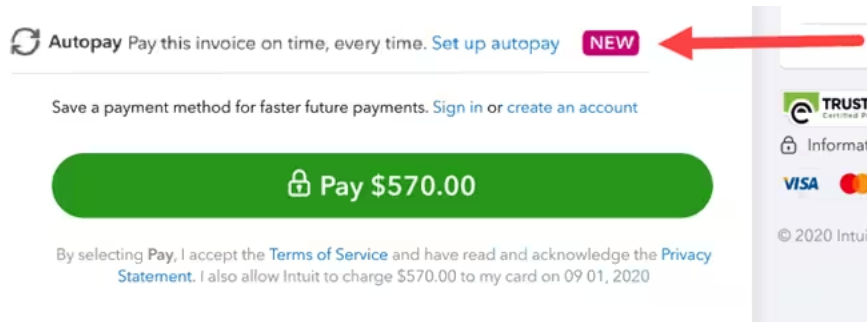 Autopay Pay this invoice on time, every time. Set up autopay NEW
Save a payment method for faster future payments. Sign in or create an account
Pay $570.00
By selecting Pay, I accept the Terms of Service and have read and acknowledge the Privacy
Statement. I also allow Intuit to charge $570.00 to my card on 09 01, 2020
TRUST
Certified P
Informat
VISA
© 2020 Intui